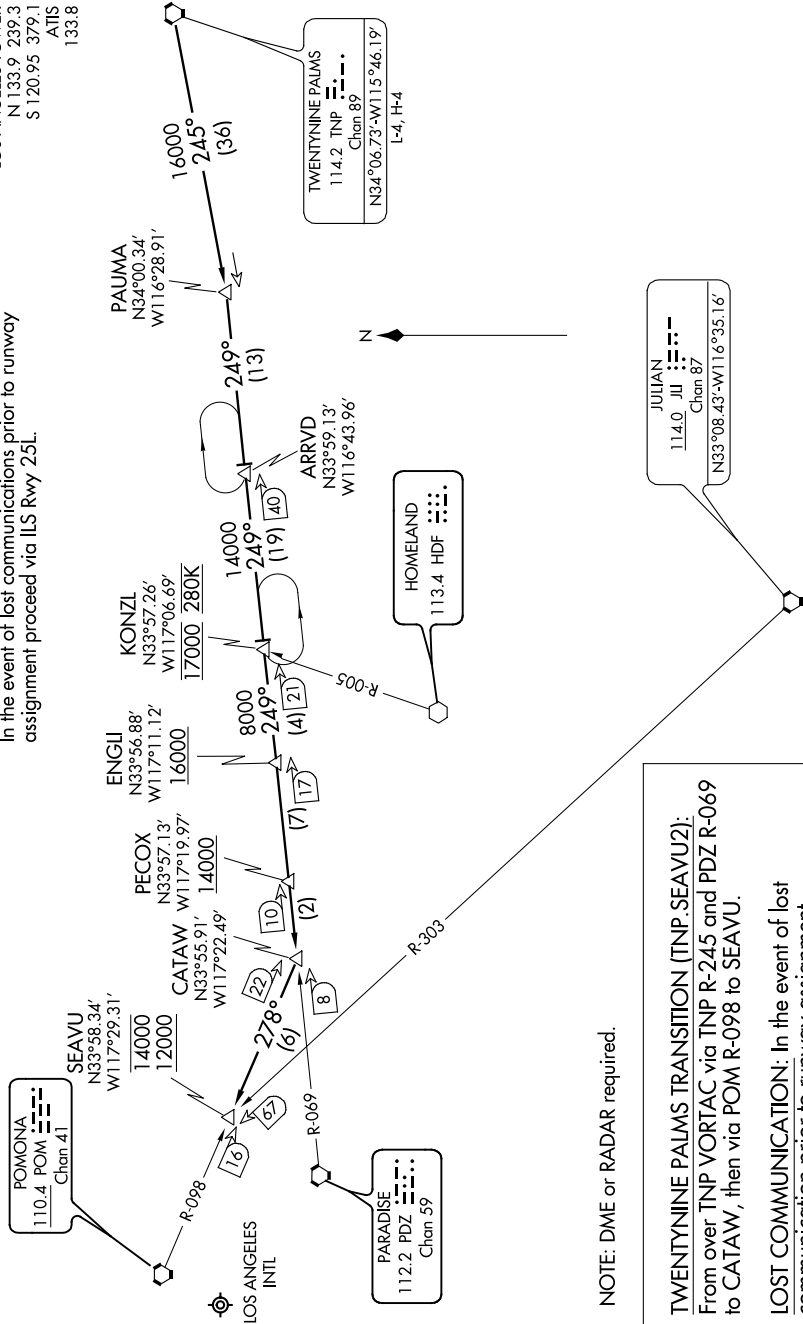 In the event of lost communications prior to runway
assignment proceed via ILS Rwy 25L.
N 133.9 239.3
S 120.95 379.1
ATIS
133.8
POMONA
110.4 POM
Chan 41
R-098
LOS ANGELES
INTL
SEAVU
N33°58.34'
W117°29.31'
14000
12000
16
67
278°
(6)
CATAW
N33°55.91'
W117°22.49'
22
8
R-069
PARADISE
112.2 PDZ
Chan 59
PECOX
N33°57.13'
W117°19.97'
14000
10
(2)
ENGLI
N33°56.88'
W117°11.12'
16000
17
(7)
KONZL
N33°57.26'
W117°06.69'
17000 280K
21
8000
249°
(4)
R-005
HOMELAND
113.4 HDF
14000
249°
(19)
40
ARRVD
N33°59.13'
W116°43.96'
249°
(13)
PAUMA
N34°00.34'
W116°28.91'
16000
245°
(36)
TWENTYNINE PALMS
114.2 TNP
Chan 89
N34°06.73'-W115°46.19'
L-4, H-4
N
JULIAN
114.0 JLI
Chan 87
N33°08.43'-W116°35.16'
R-303
NOTE: DME or RADAR required.
TWENTYNINE PALMS TRANSITION (TNP.SEAVU2):
From over TNP VORTAC via TNP R-245 and PDZ R-069
to CATAW, then via POM R-098 to SEAVU.
LOST COMMUNICATION: In the event of lost
communication prior to runway assignment